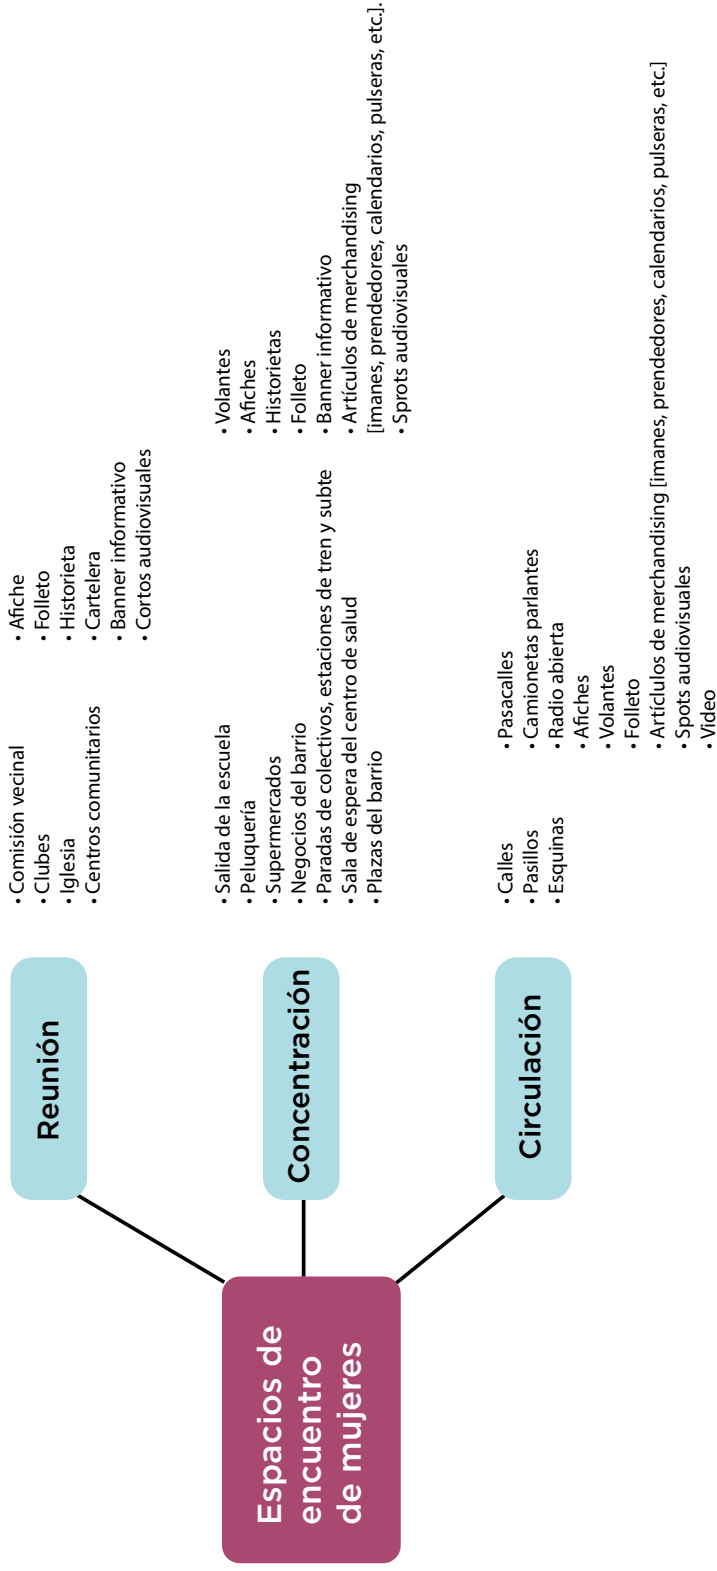 Espacios de
encuentro
de mujeres
Reunión
• Comisión vecinal
• Clubes
• Iglesia
• Centros comunitarios
• Afiche
• Folleto
• Historieta
• Cartelera
• Banner informativo
• Cortos audiovisuales
Concentración
• Salida de la escuela
• Peluquería
• Supermercados
• Negocios del barrio
• Paradas de colectivos, estaciones de tren y subte
• Sala de espera del centro de salud
• Plazas del barrio
• Volantes
• Afiches
• Historietas
• Folleto
• Banner informativo
• Artículos de merchandising
[imanes, prendedores, calendarios, pulseras, etc.].
• Sprots audiovisuales
Circulación
• Calles
• Pasillos
• Esquinas
• Pasacalles
• Camionetas parlantes
• Radio abierta
• Afiches
• Volantes
• Folleto
• Artíclulos de merchandising [imanes, prendedores, calendarios, pulseras, etc.]
• Spots audiovisuales
• Video